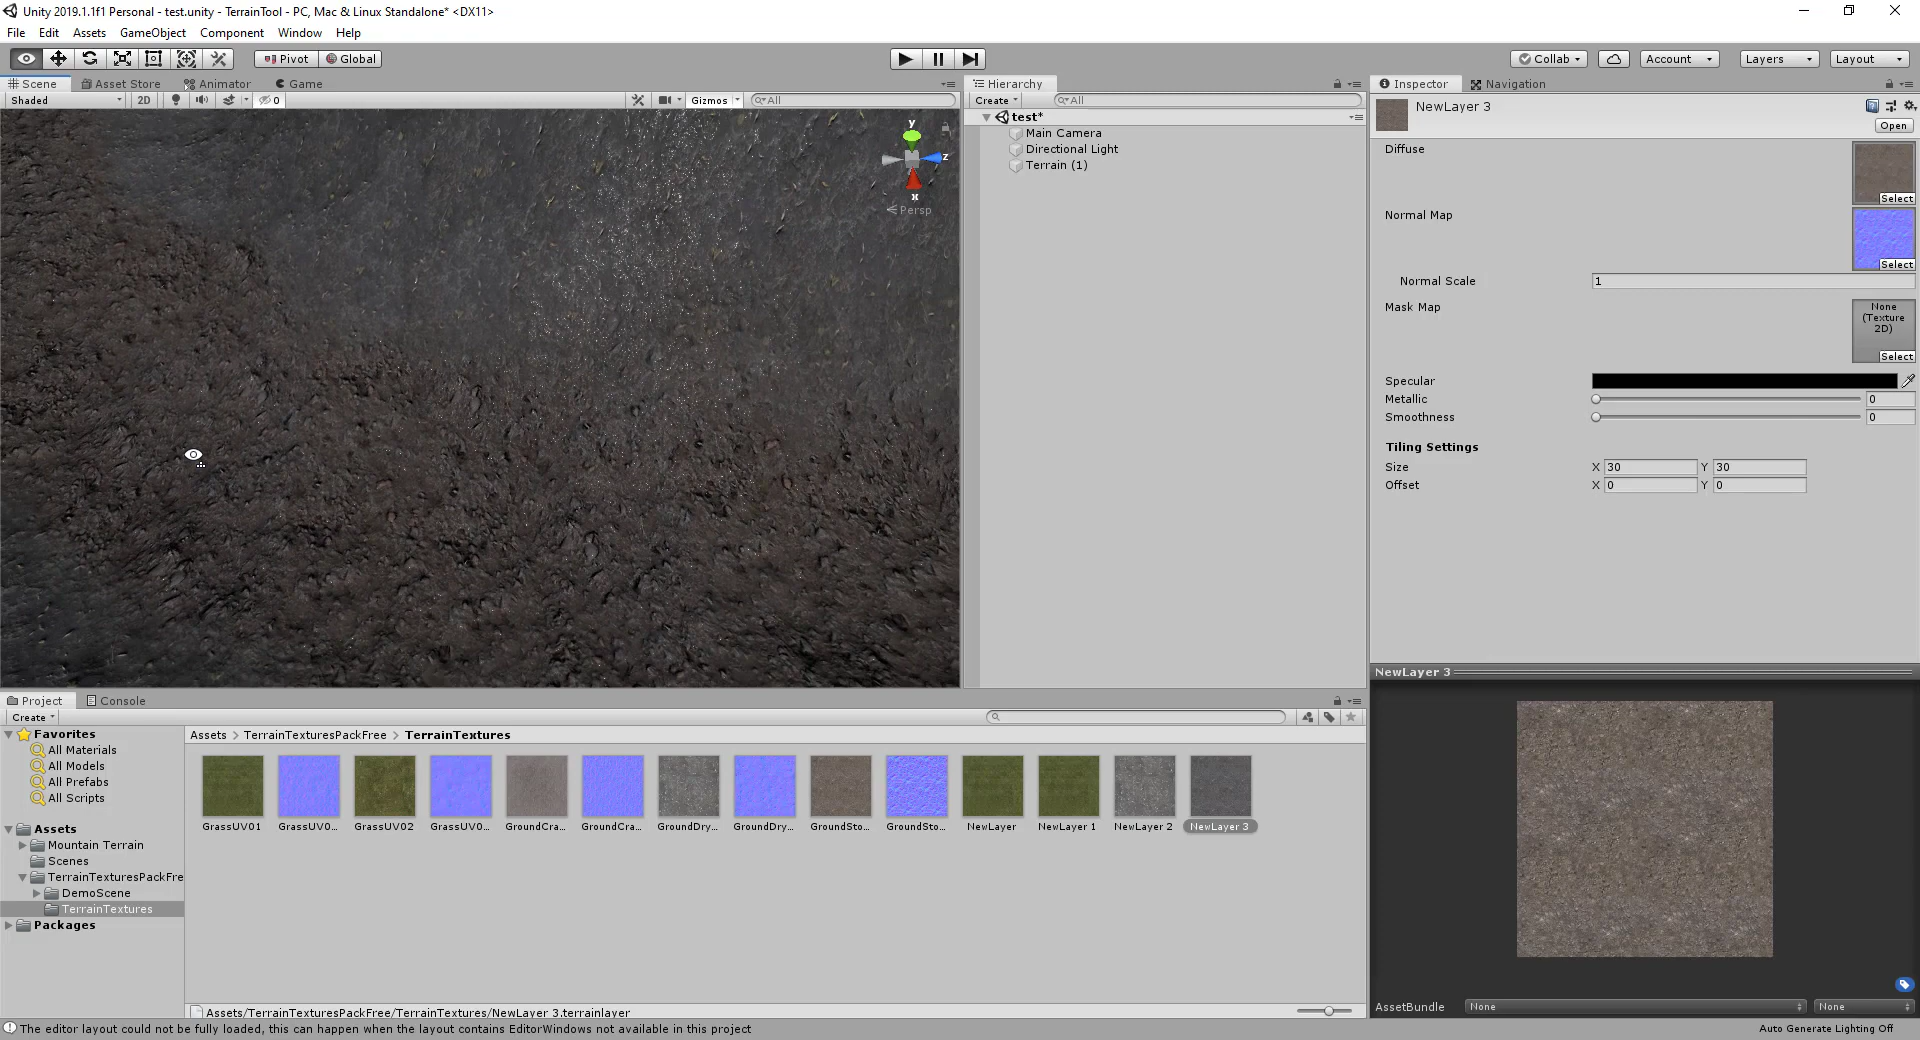 Unity 2019.1.1f1 Personal - test.unity - TerrainTool - PC, Mac & Linux Standalone* <DX11>
File Edit Assets GameObject Component Window Help
Pivot Global Collab Account Layers Layout
Scene Asset Store Animator Game
Shaded 2D 0 Gizmos All
y
z
x
Persp
Hierarchy
Create All
test*
Main Camera
Directional Light
Terrain (1)
Inspector Navigation
NewLayer 3
Open
Diffuse
Select
Normal Map
Select
Normal Scale 1
Mask Map
None
(Texture
2D)
Select
Specular
Metallic 0
Smoothness 0
Tiling Settings
Size X 30 Y 30
Offset X 0 Y 0
Project Console
Create
Favorites
All Materials
All Models
All Prefabs
All Scripts
Assets
Mountain Terrain
Scenes
TerrainTexturesPackFre
DemoScene
TerrainTextures
Packages
Assets > TerrainTexturesPackFree > TerrainTextures
GrassUV01 GrassUV0... GrassUV02 GrassUV0... GroundCra... GroundCra... GroundDry... GroundDry... GroundSto... GroundSto... NewLayer NewLayer 1 NewLayer 2 NewLayer 3
Assets/TerrainTexturesPackFree/TerrainTextures/NewLayer 3.terrainlayer
NewLayer 3
AssetBundle None None
The editor layout could not be fully loaded, this can happen when the layout contains EditorWindows not available in this project
Auto Generate Lighting Off